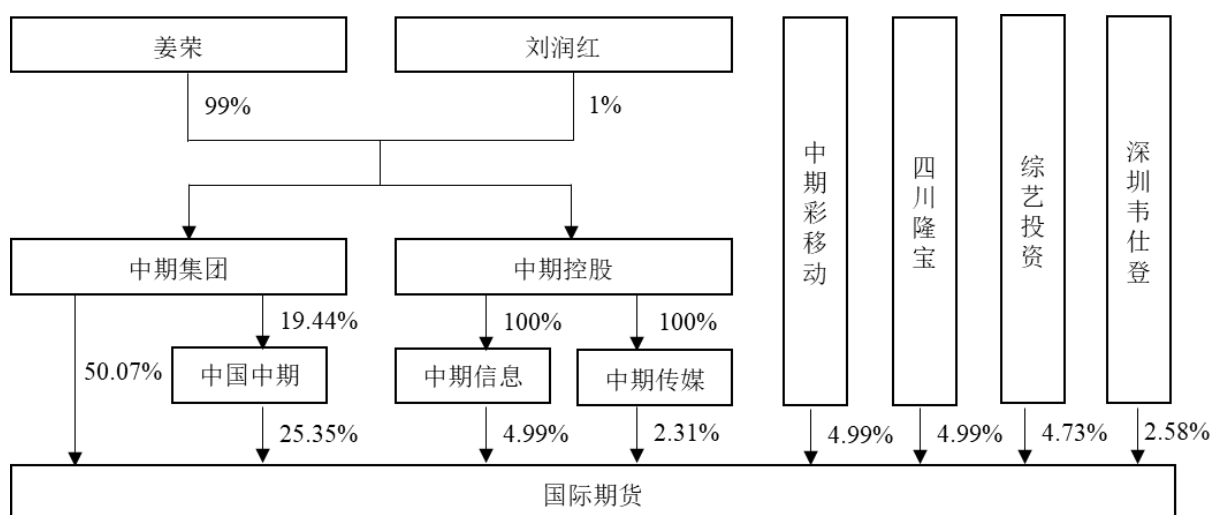 姜荣
刘润红
99%
1%
中期彩移动
四川隆宝
综艺投资
深圳韦仕登
中期集团
中期控股
19.44%
100%
100%
50.07%
中国中期
中期信息
中期传媒
25.35%
4.99%
2.31%
4.99%
4.99%
4.73%
2.58%
国际期货